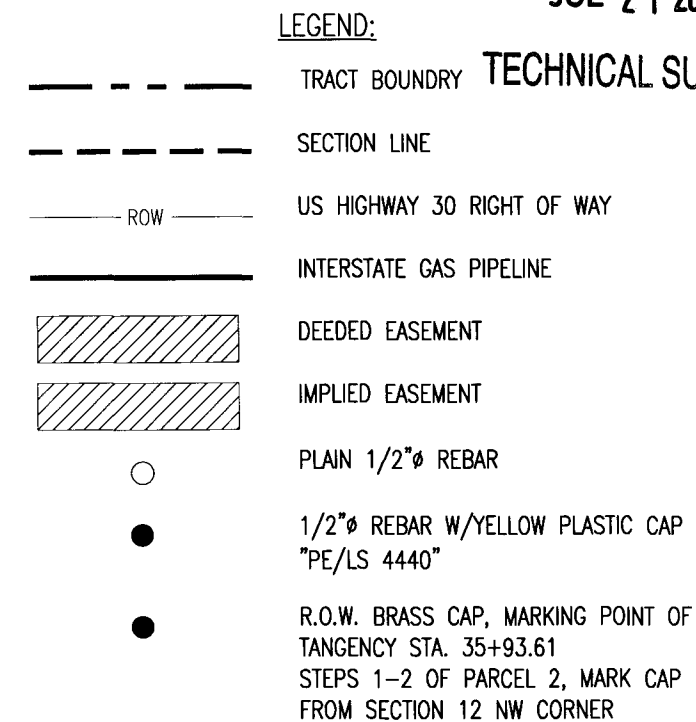 LEGEND:
TRACT BOUNDRY TECHNICAL
SECTION LINE
ROW US HIGHWAY 30 RIGHT OF WAY
INTERSTATE GAS PIPELINE
DEEDED EASEMENT
IMPLIED EASEMENT
PLAIN 1/2"ø REBAR
1/2"ø REBAR W/YELLOW PLASTIC CAP
"PE/LS 4440"
R.O.W. BRASS CAP, MARKING POINT OF
TANGENCY STA. 35+93.61
STEPS 1-2 OF PARCEL 2, MARK CAP
FROM SECTION 12 NW CORNER